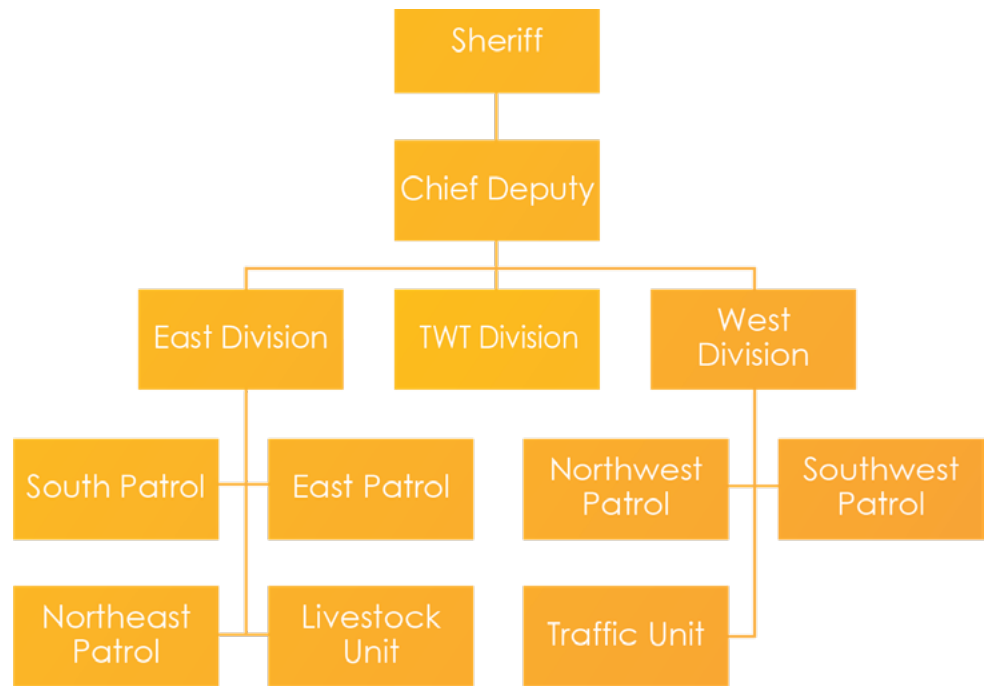 Sheriff
Chief Deputy
East Division
TWT Division
West
Division
South Patrol
East Patrol
Northwest
Patrol
Southwest
Patrol
Northeast
Patrol
Livestock
Unit
Traffic Unit